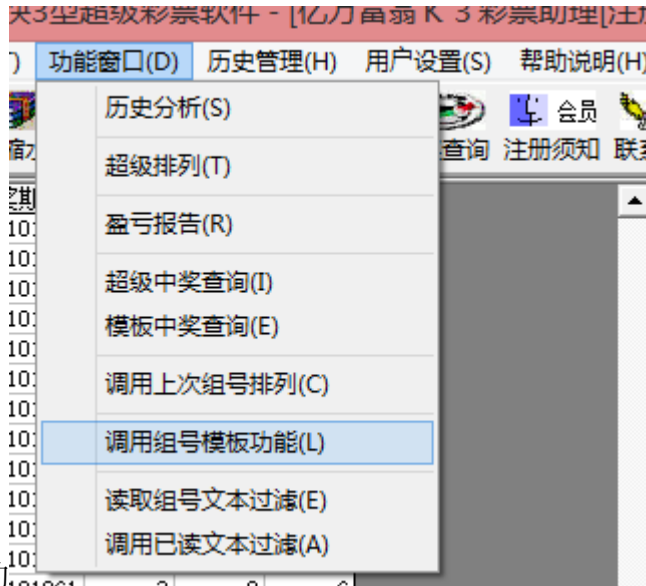 快3型超级彩票软件 - [亿万富翁K 3 彩票助理[注册
) 功能窗口(D) 历史管理(H) 用户设置(S) 帮助说明(H)
历史分析(S)
会员
查询 注册须知 联系
超级排列(T)
盈亏报告(R)
超级中奖查询(I)
模板中奖查询(E)
调用上次组号排列(C)
调用组号模板功能(L)
读取组号文本过滤(E)
调用已读文本过滤(A)